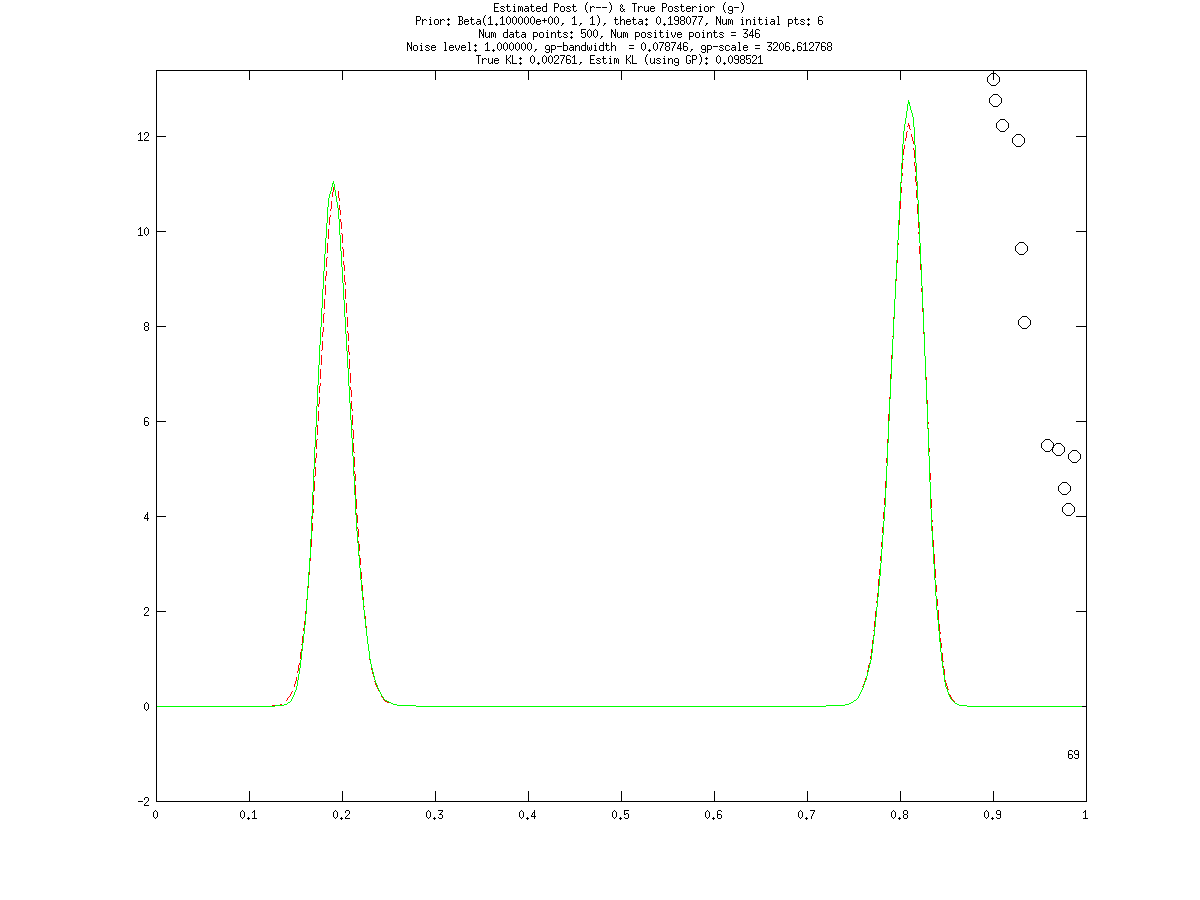 Estimated Post (r--) & True Posterior (g-)
Prior: Beta(1.100000e+00, 1, 1), theta: 0.198077, Num initial pts: 6
Num data points: 500, Num positive points = 346
Noise level: 1.000000, gp-bandwidth = 0.078746, gp-scale = 3206.612768
True KL: 0.002761, Estim KL (using GP): 0.098521
12
10
8
6
4
2
0
69
-2
0 0.1 0.2 0.3 0.4 0.5 0.6 0.7 0.8 0.9 1